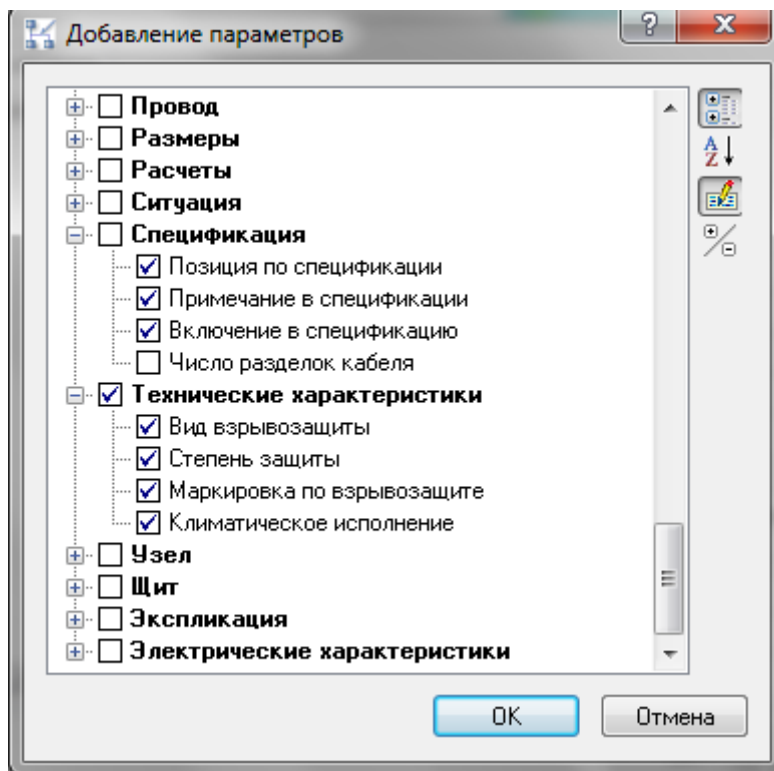 Добавление параметров
Провод
Размеры
Расчеты
Ситуация
Спецификация
Позиция по спецификации
Примечание в спецификации
Включение в спецификацию
Число разделок кабеля
Технические характеристики
Вид взрывозащиты
Степень защиты
Маркировка по взрывозащите
Климатическое исполнение
Узел
Щит
Экспликация
Электрические характеристики
A
Z
OK
Отмена